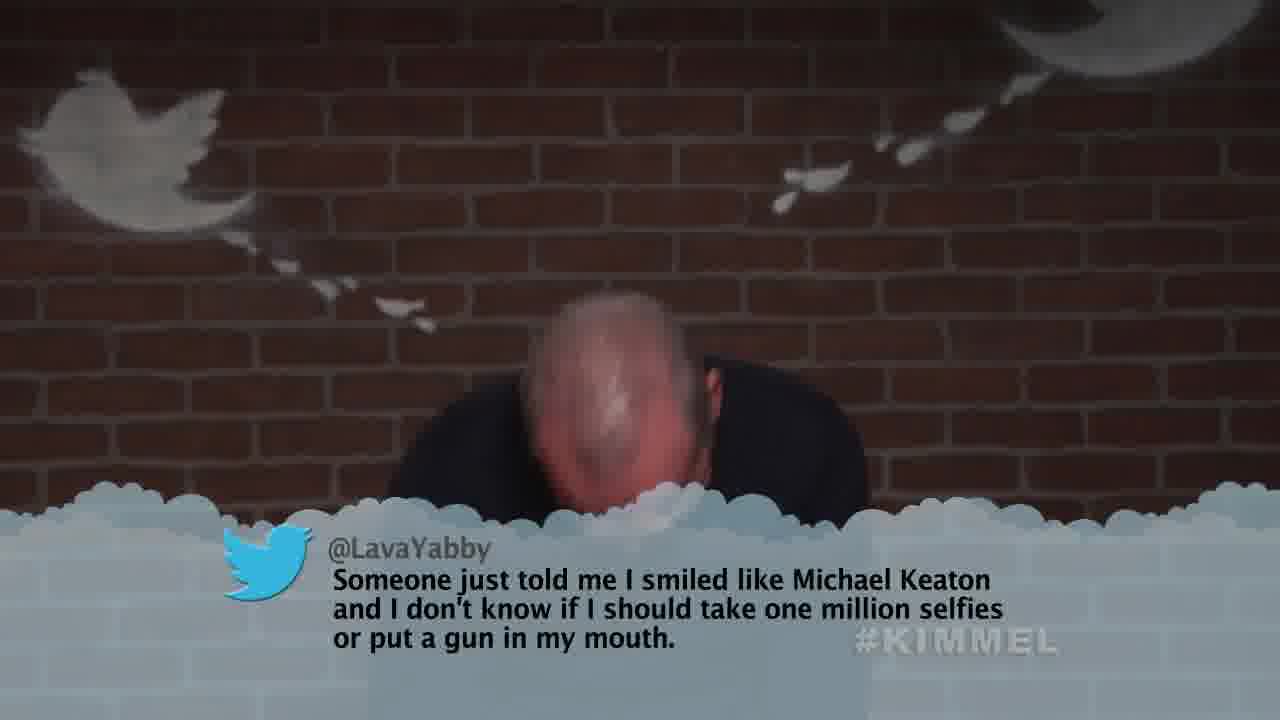 @LavaYabby
Someone just told me I smiled like Michael Keaton
and I don't know if I should take one million selfies
or put a gun in my mouth.
#KIMMEL